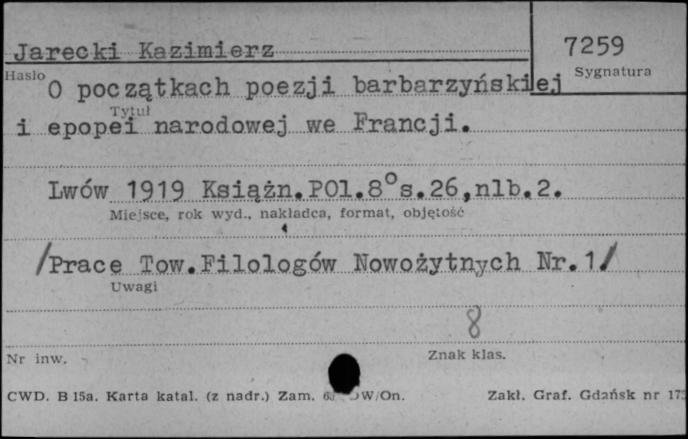 Jarecki Kazimierz
7259
Hasło
Sygnatura
O początkach poezji barbarzyńskiej
Tytuł
i epopei narodowej we Francji.
Lwów 1919 Książn.POl.8°s.26,nlb.2.
Miejsce, rok wyd., nakładca, format, objętość
/Prace Tow.Filologów Nowożytnych Nr.1/
Uwagi
8
Nr inw.
Znak klas.
CWD. B 15a. Karta katal. (z nadr.) Zam. W/On.
Zakł. Graf. Gdańsk nr